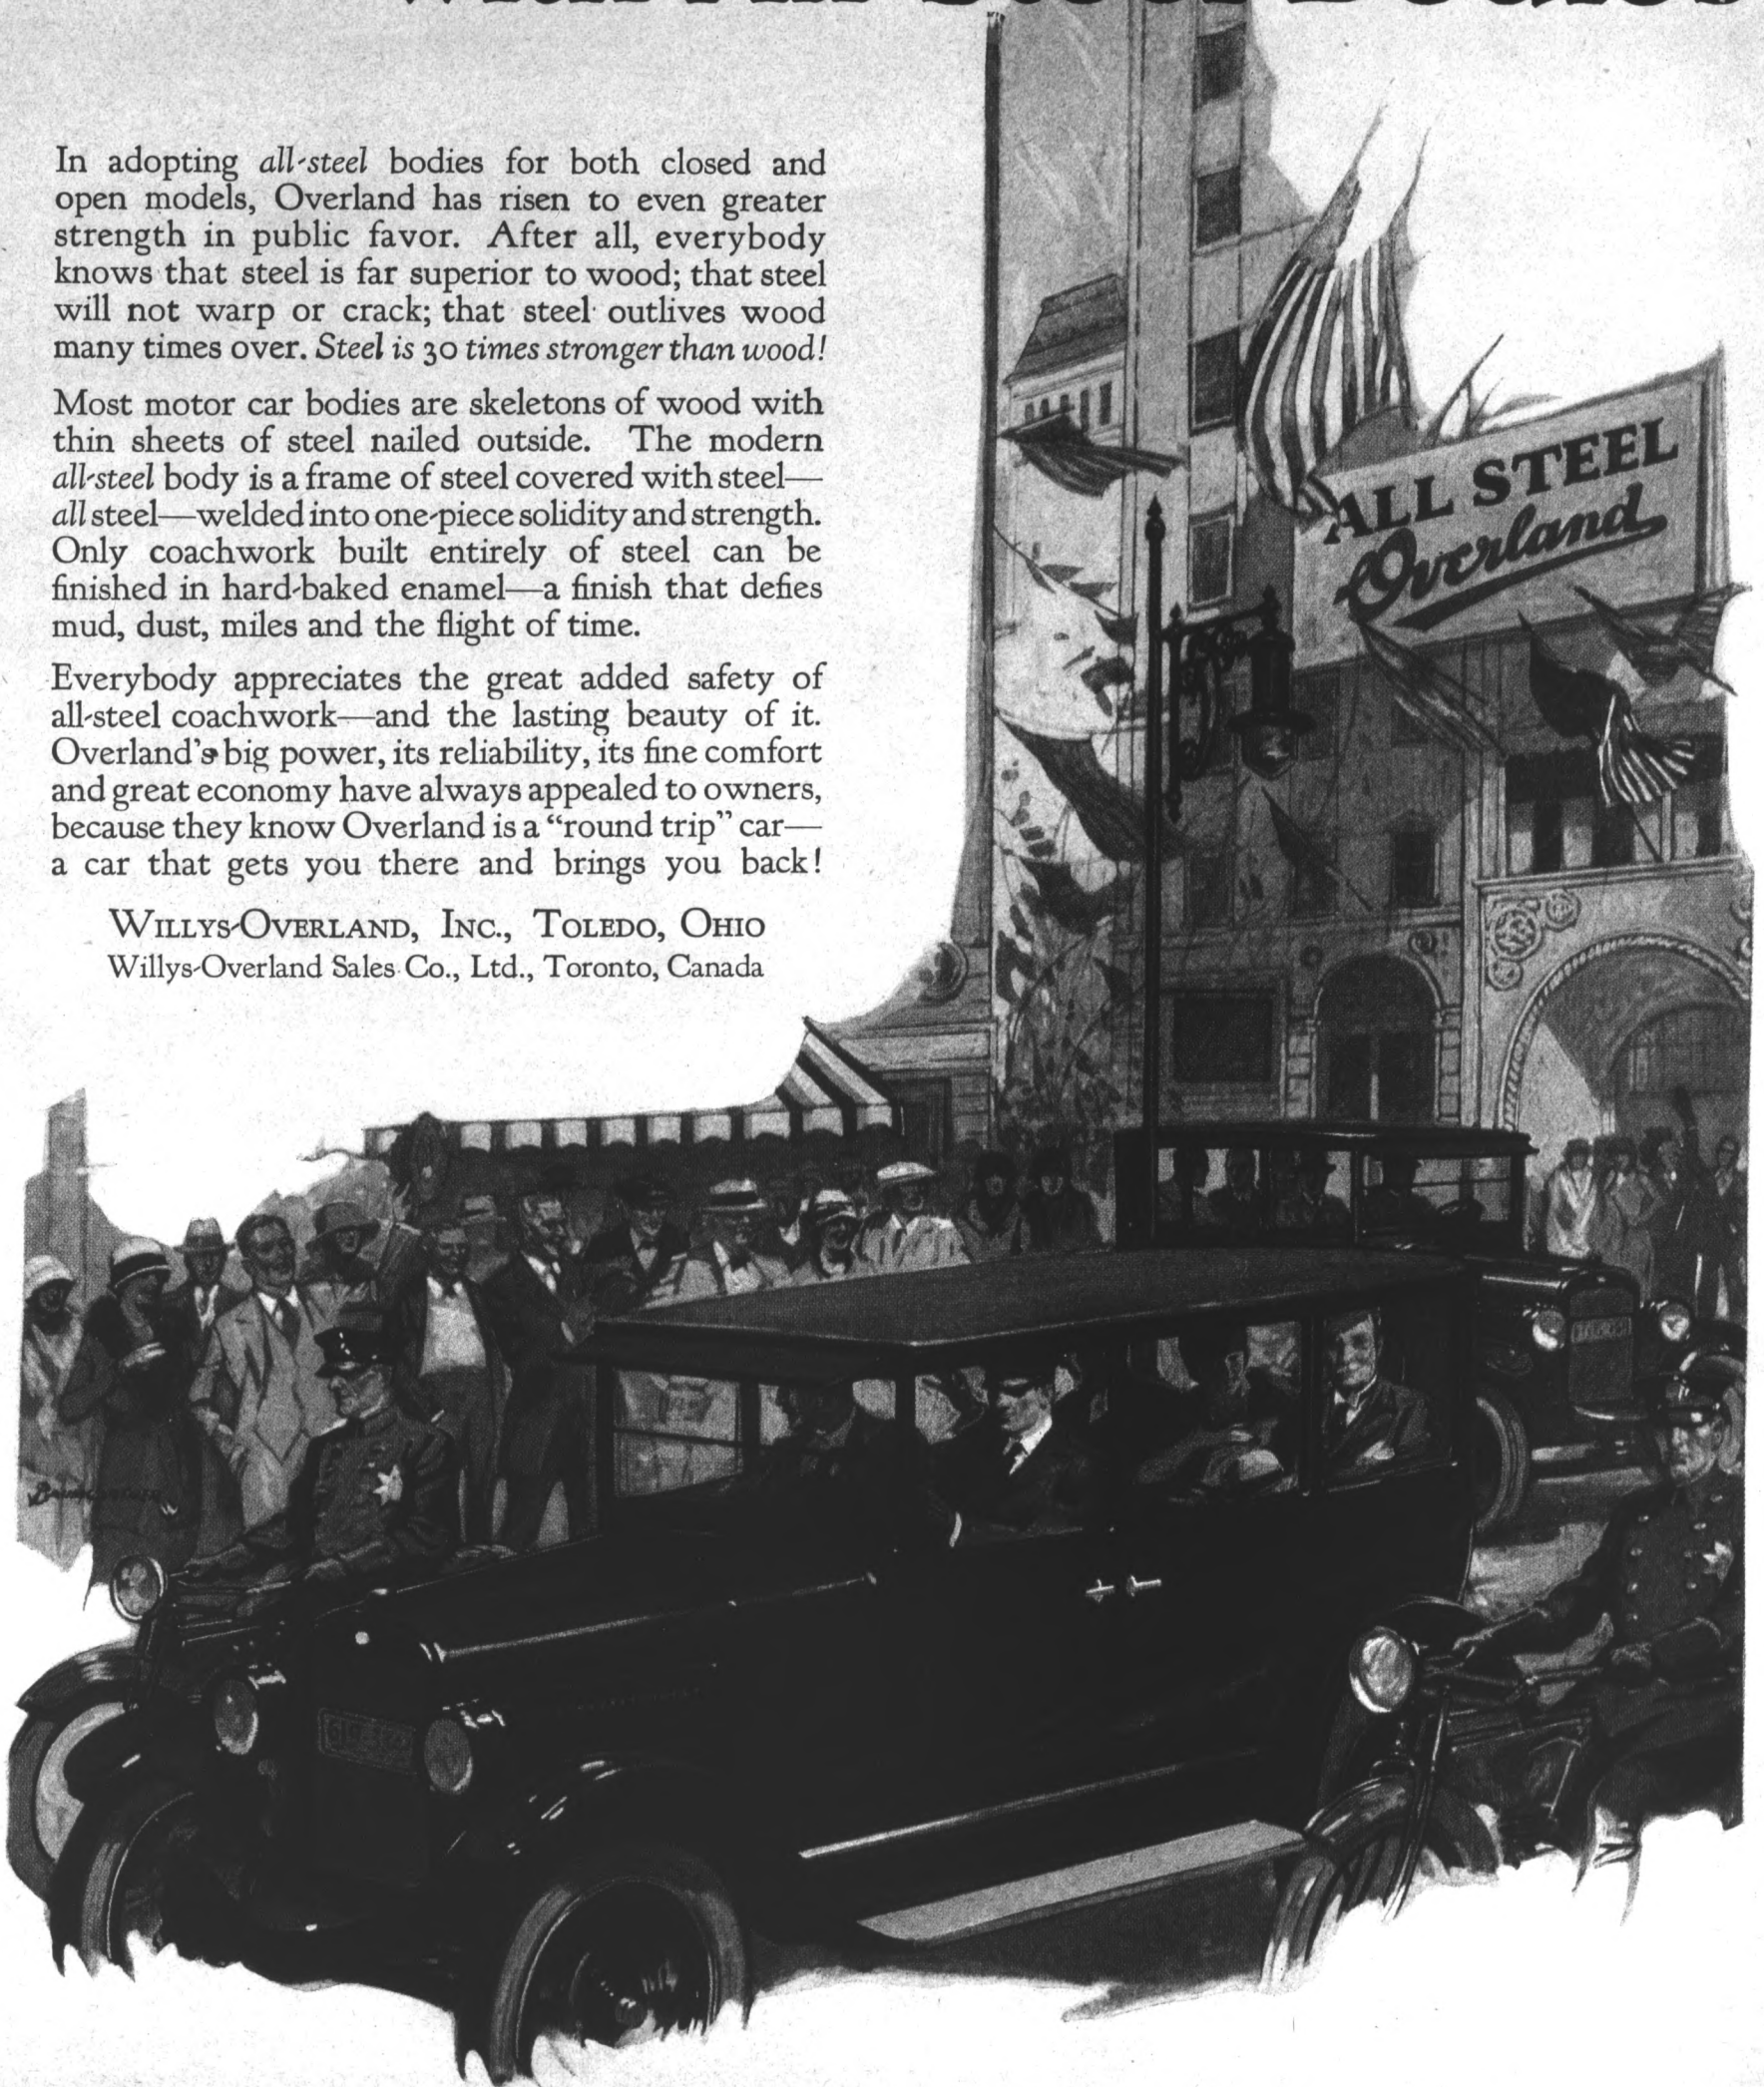 In adopting all-steel bodies for both closed and
open models, Overland has risen to even greater
strength in public favor. After all, everybody
knows that steel is far superior to wood; that steel
will not warp or crack; that steel outlives wood
many times over. Steel is 30 times stronger than wood!
Most motor car bodies are skeletons of wood with
thin sheets of steel nailed outside. The modern
all-steel body is a frame of steel covered with steel—
all steel—welded into one-piece solidity and strength.
Only coachwork built entirely of steel can be
finished in hard-baked enamel—a finish that defies
mud, dust, miles and the flight of time.
Everybody appreciates the great added safety of
all-steel coachwork—and the lasting beauty of it.
Overland's big power, its reliability, its fine comfort
and great economy have always appealed to owners,
because they know Overland is a “round trip” car—
a car that gets you there and brings you back!
WILLYS-OVERLAND, INC., TOLEDO, OHIO
Willys-Overland Sales Co., Ltd., Toronto, Canada
ALL STEEL
Overland